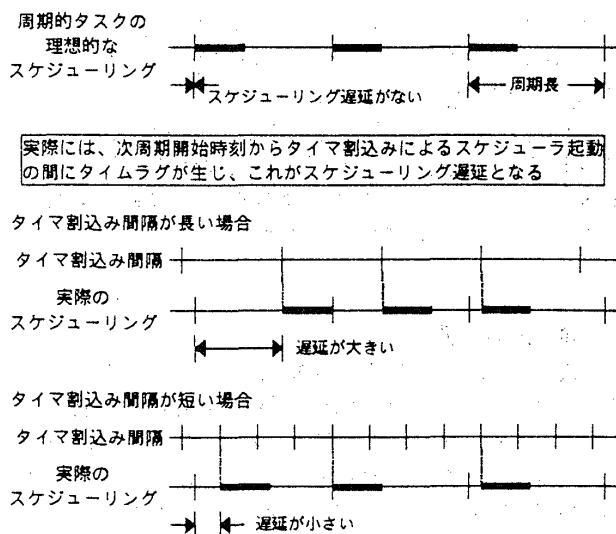 周期的タスクの
理想的な
スケジューリング
スケジューリング遅延がない
周期長
実際には、次周期開始時刻からタイマ割込みによるスケジューラ起動
の間にタイムラグが生じ、これがスケジューリング遅延となる
タイマ割込み間隔が長い場合
タイマ割込み間隔
実際の
スケジューリング
遅延が大きい
タイマ割込み間隔が短い場合
タイマ割込み間隔
実際の
スケジューリング
遅延が小さい